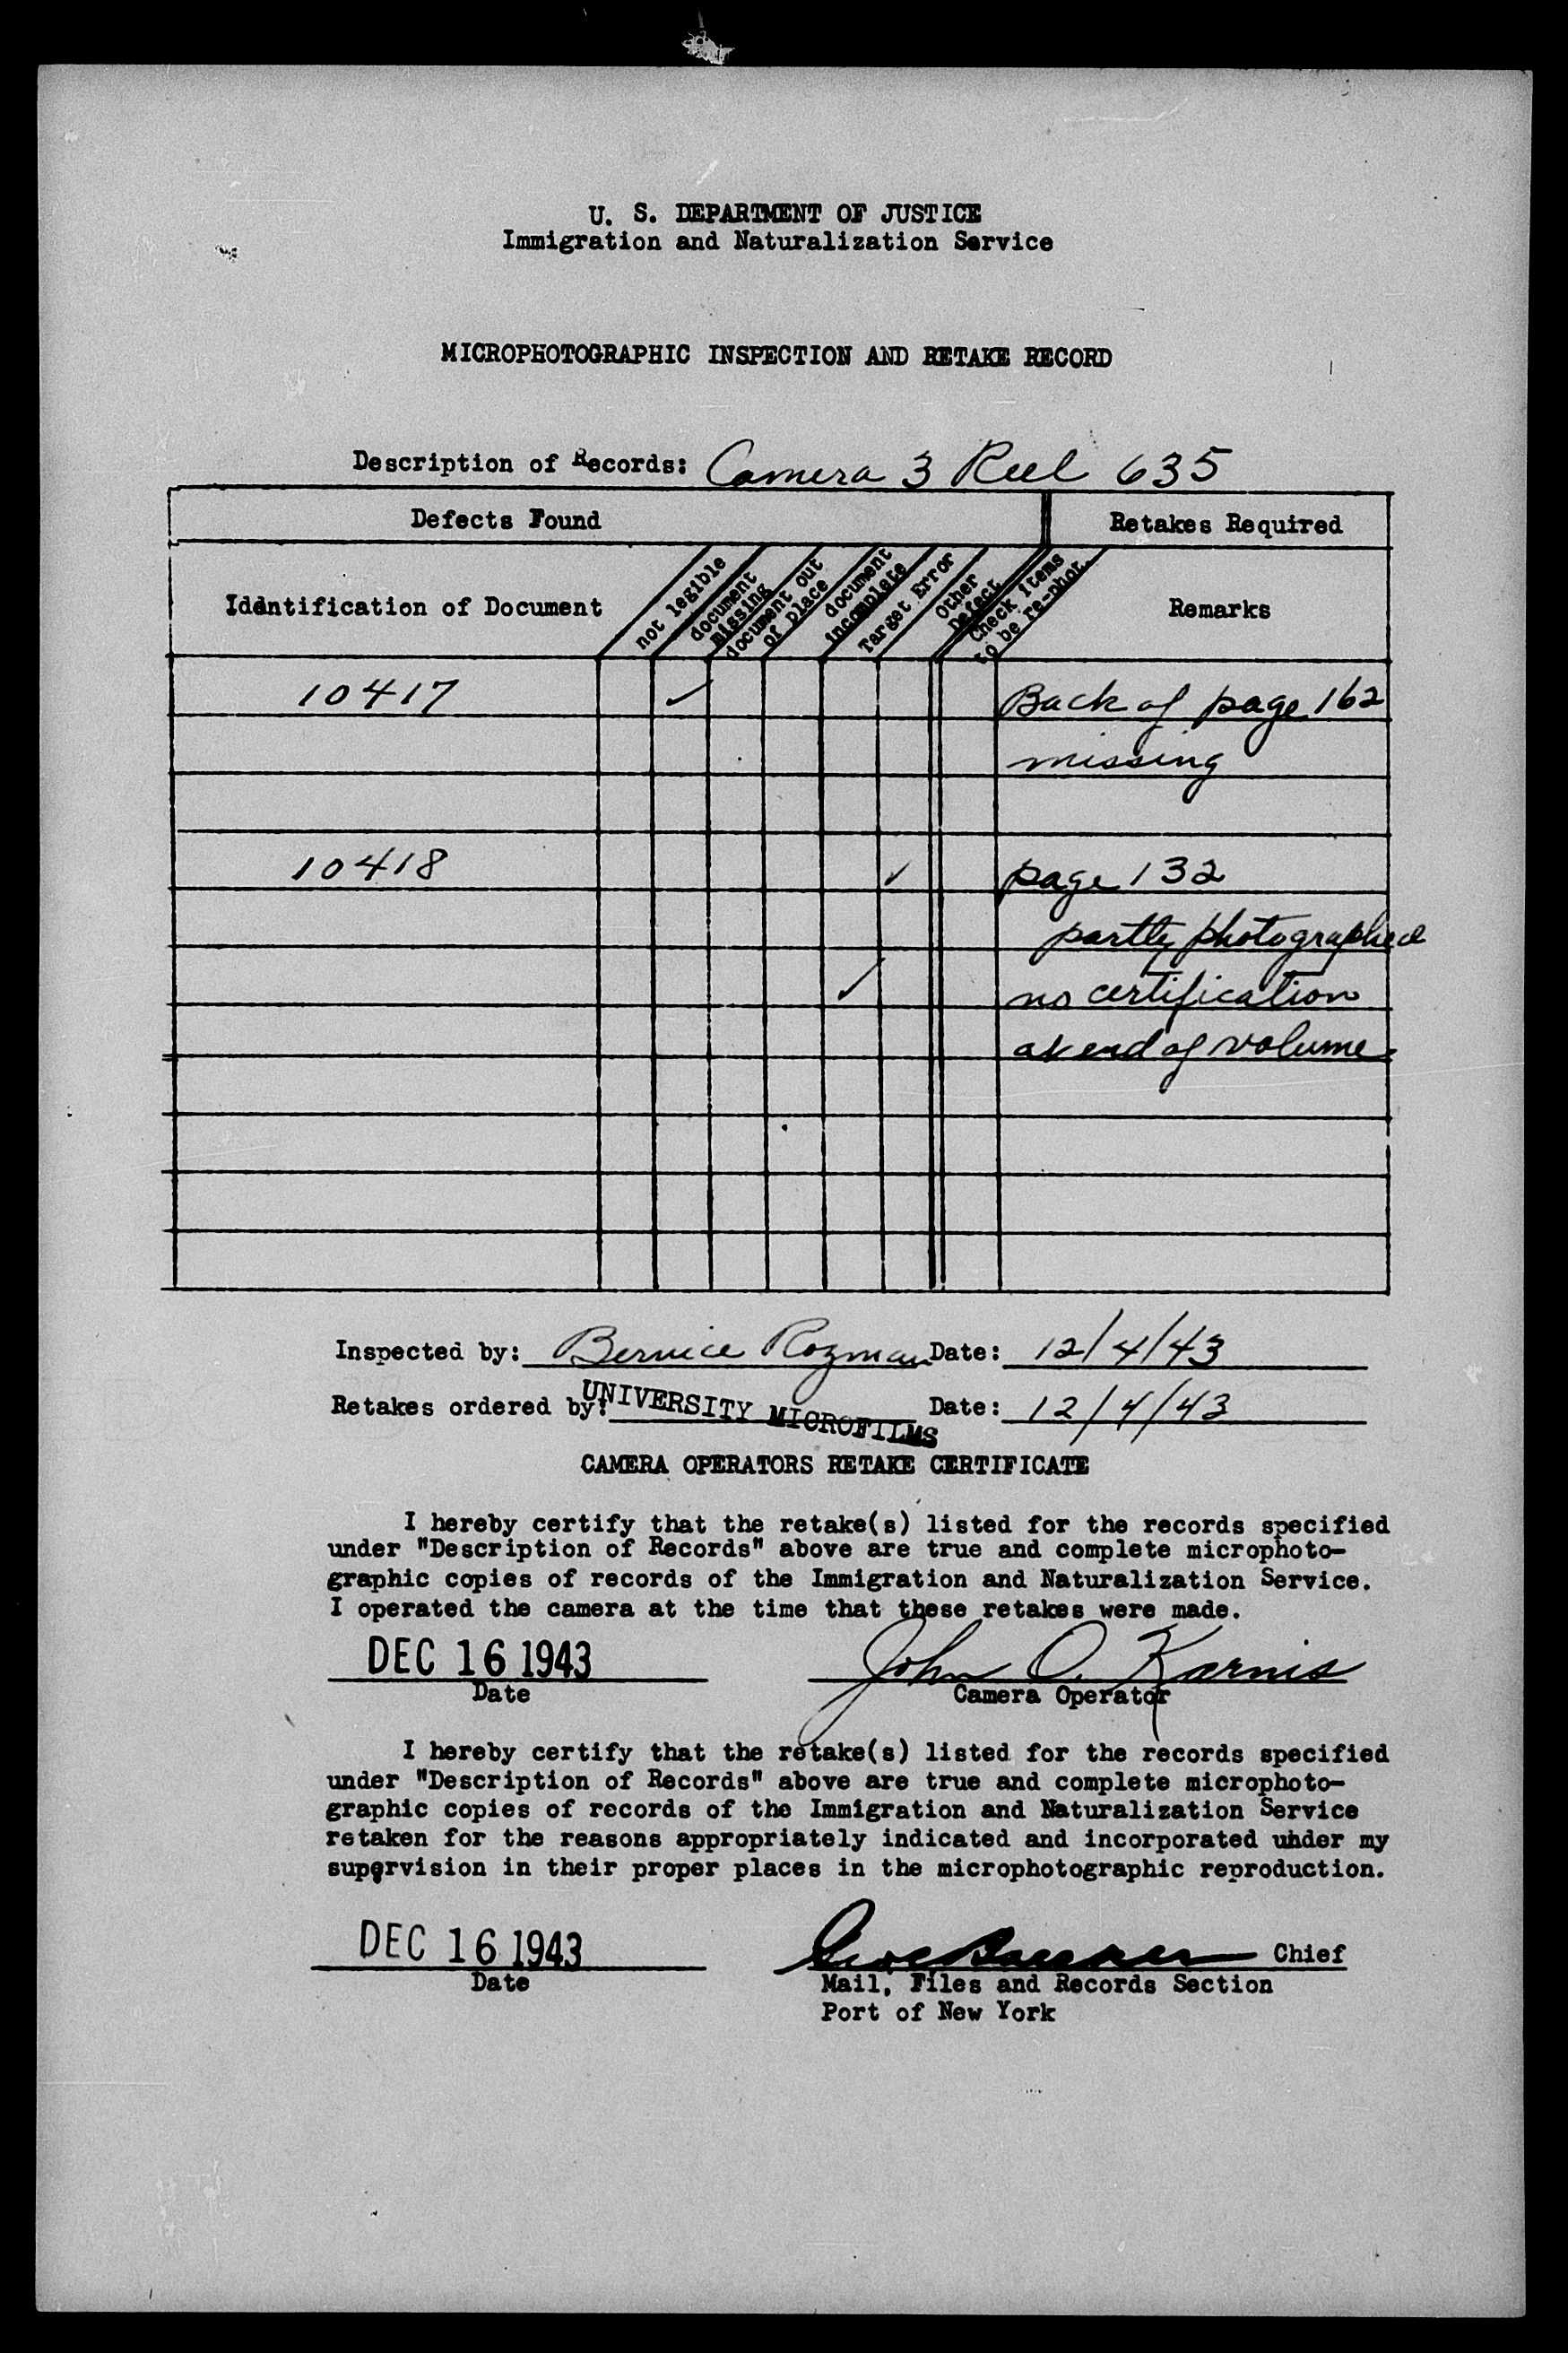 U. S. DEPARTMENT OF JUSTICE
Immigration and Naturalization Service
MICROPHOTOGRAPHIC INSPECTION AND RETAKE RECORD
Description of Records: Camera 3 Reel 635
Defects Found Retakes Required
Identification of Document
not legible
document missing
document out of place
document incomplete
Target Error
Other Defect
Check items to be re-phot.
Remarks
10417 ✓ Back of page 162
missing
10418 ✓ page 132
partly photographed
✓ no certification
at end of volume
Inspected by: Bernice Rozman Date: 12/4/43
Retakes ordered by: UNIVERSITY MICROFILMS Date: 12/4/43
CAMERA OPERATORS RETAKE CERTIFICATE
I hereby certify that the retake(s) listed for the records specified
under "Description of Records" above are true and complete microphoto-
graphic copies of records of the Immigration and Naturalization Service.
I operated the camera at the time that these retakes were made.
DEC 16 1943 John O. Karnis
Date Camera Operator
I hereby certify that the retake(s) listed for the records specified
under "Description of Records" above are true and complete microphoto-
graphic copies of records of the Immigration and Naturalization Service
retaken for the reasons appropriately indicated and incorporated uhder my
supervision in their proper places in the microphotographic reproduction.
DEC 16 1943 Chief
Date Mail, Files and Records Section
Port of New York